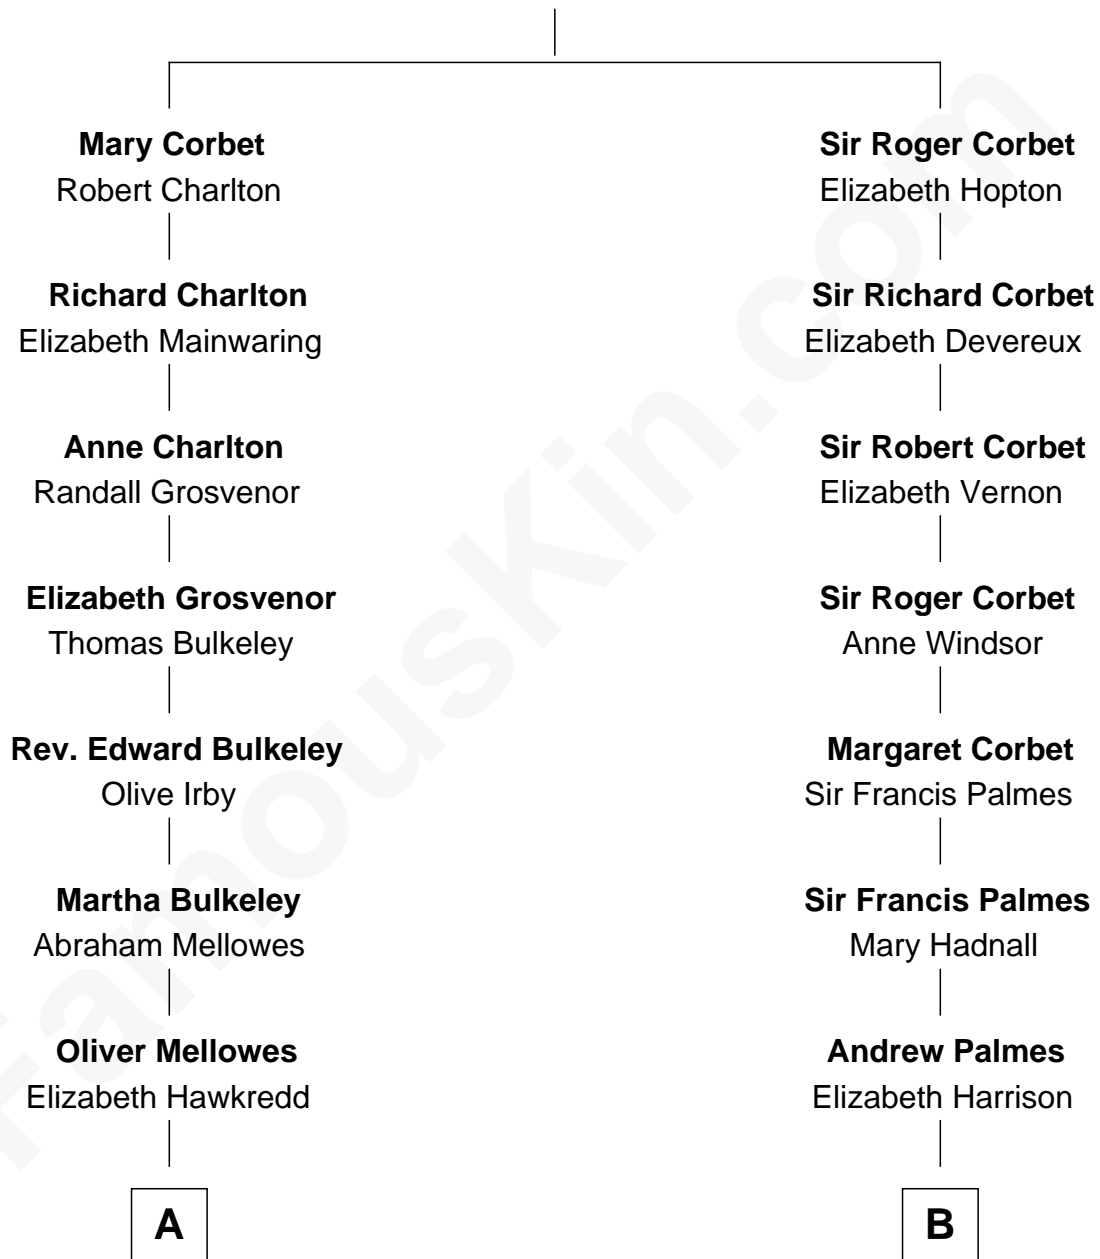 Mary Corbet
Robert Charlton
Richard Charlton
Elizabeth Mainwaring
Anne Charlton
Randall Grosvenor
Elizabeth Grosvenor
Thomas Bulkeley
Rev. Edward Bulkeley
Olive Irby
Martha Bulkeley
Abraham Mellowes
Oliver Mellowes
Elizabeth Hawkredd
A
Sir Roger Corbet
Elizabeth Hopton
Sir Richard Corbet
Elizabeth Devereux
Sir Robert Corbet
Elizabeth Vernon
Sir Roger Corbet
Anne Windsor
Margaret Corbet
Sir Francis Palmes
Sir Francis Palmes
Mary Hadnall
Andrew Palmes
Elizabeth Harrison
B
FamousKin.com